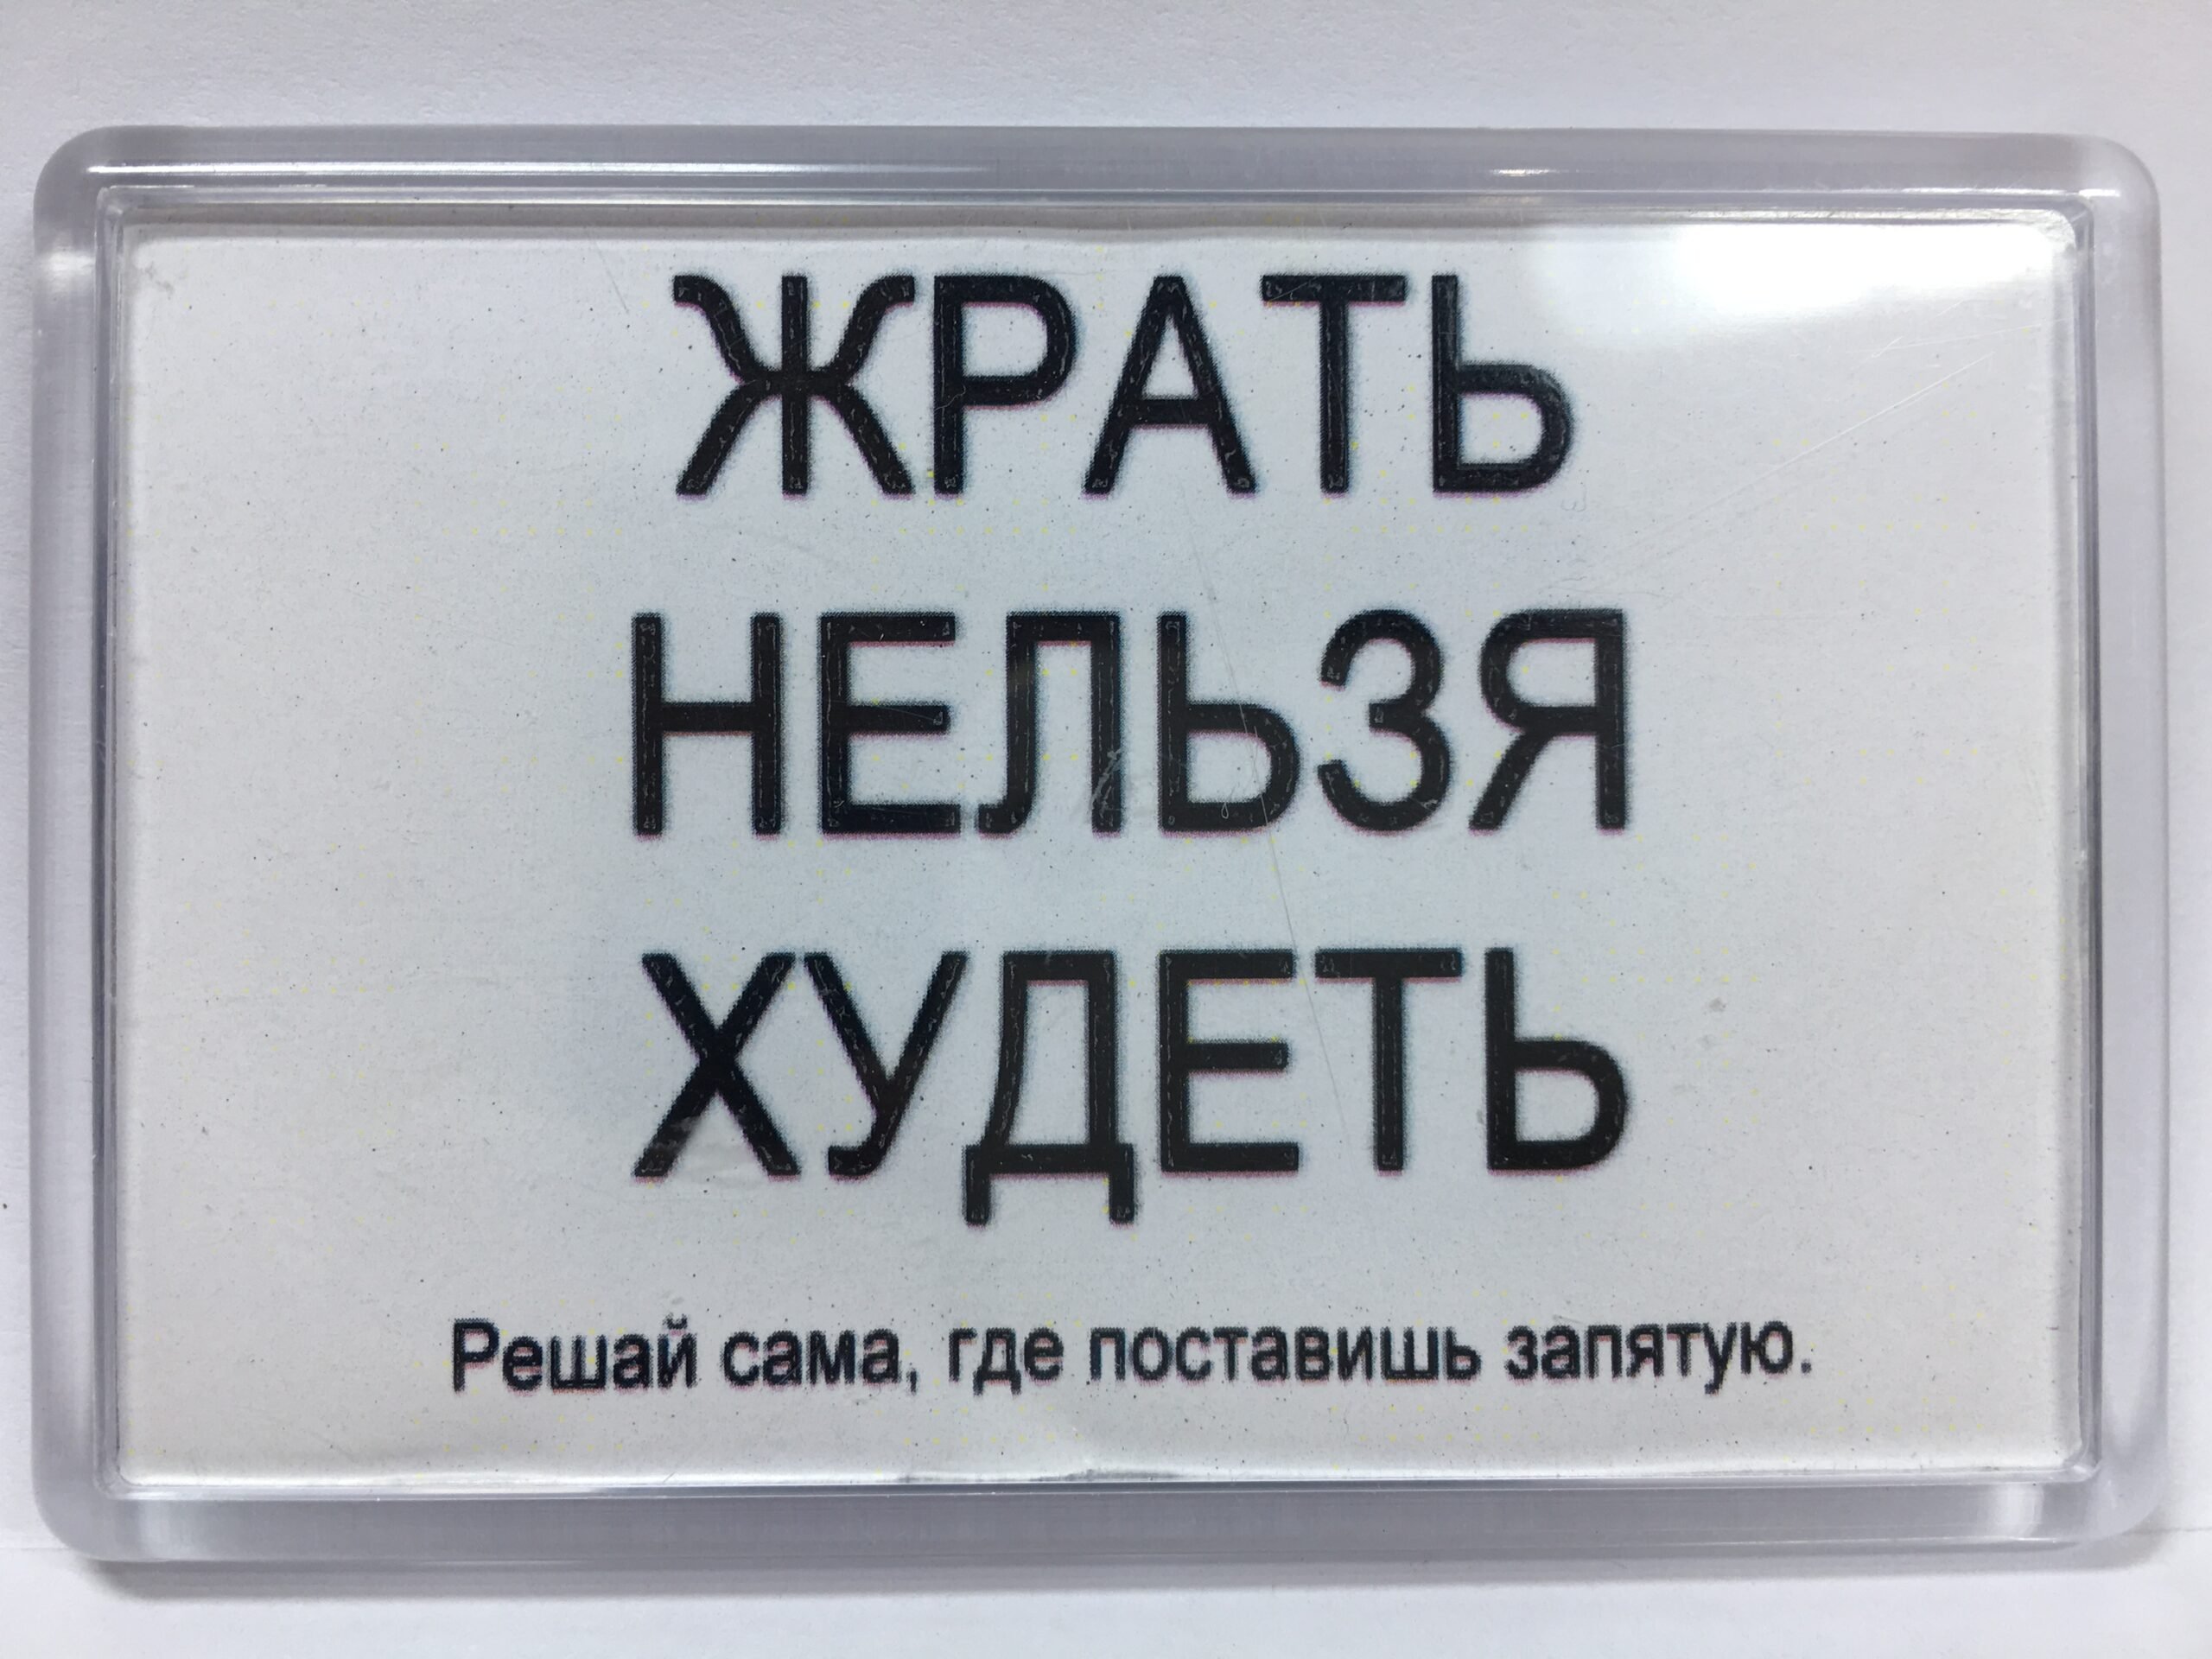 ЖРАТЬ
НЕЛЬЗЯ
ХУДЕТЬ
Решай сама, где поставишь запятую.